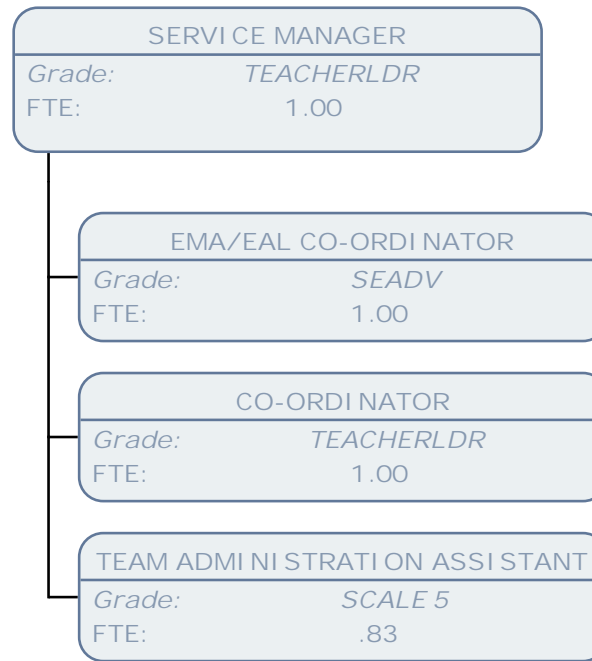 SERVICE MANAGER
Grade: TEACHERLDR
FTE: 1.00
EMA/EAL CO-ORDINATOR
Grade: SEADV
FTE: 1.00
CO-ORDINATOR
Grade: TEACHERLDR
FTE: 1.00
TEAM ADMINISTRATION ASSISTANT
Grade: SCALE 5
FTE: .83